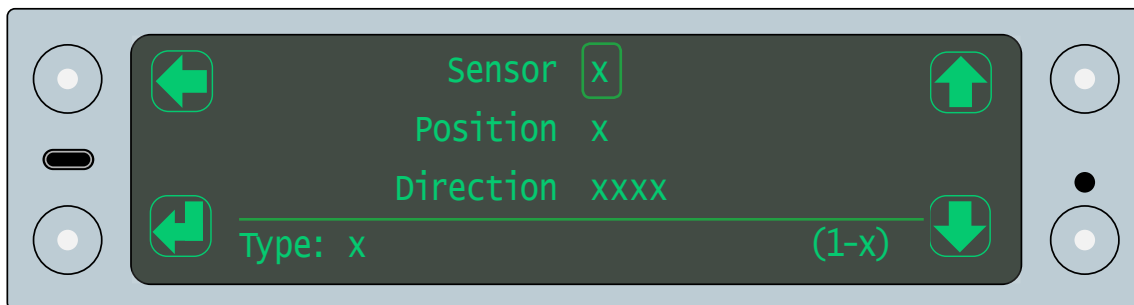 Sensor x
Position x
Direction xxxx
Type: x (1-x)